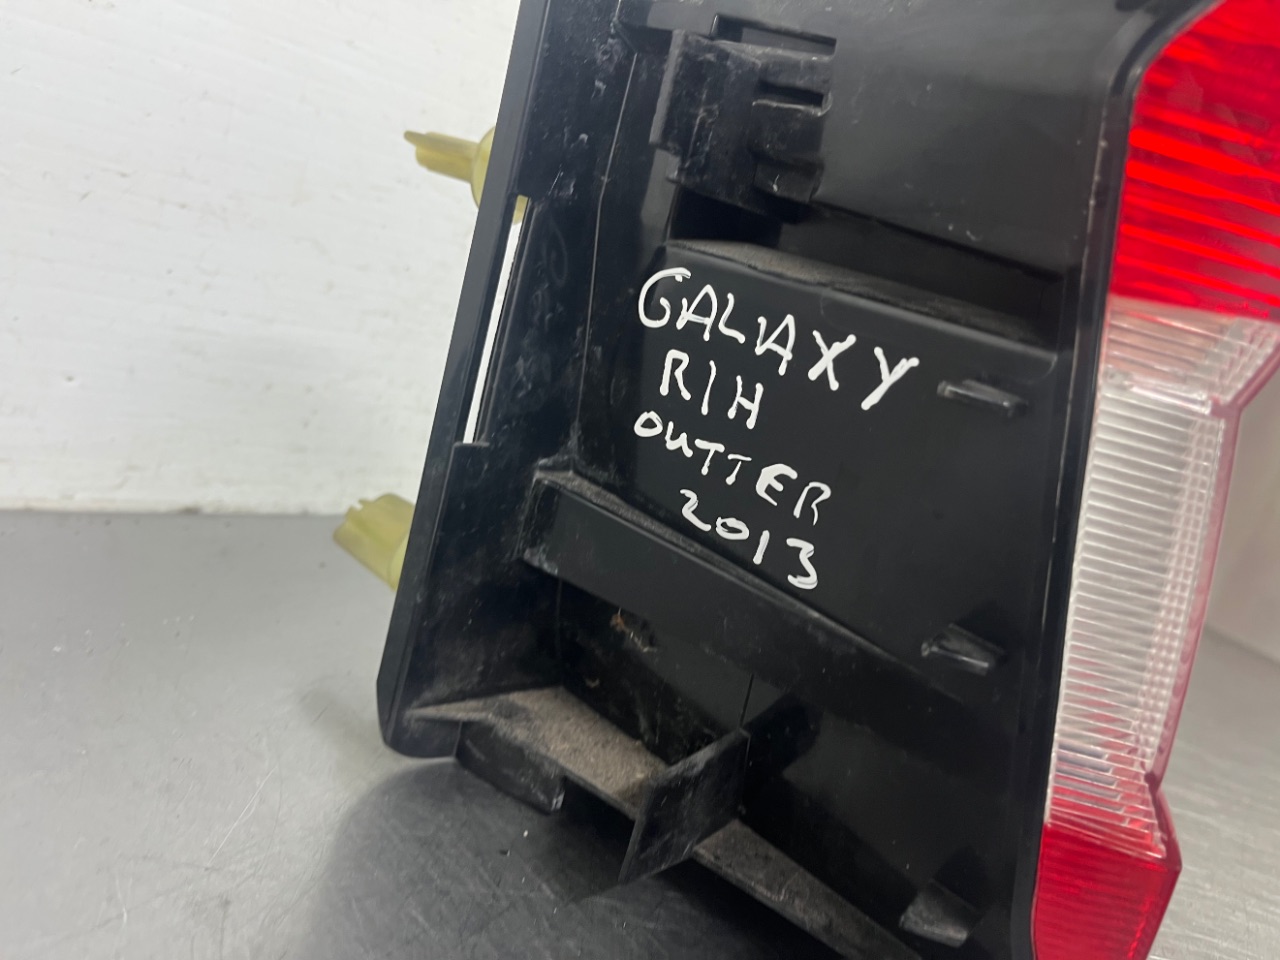 GALAXY
R/H
OUTTER
2013